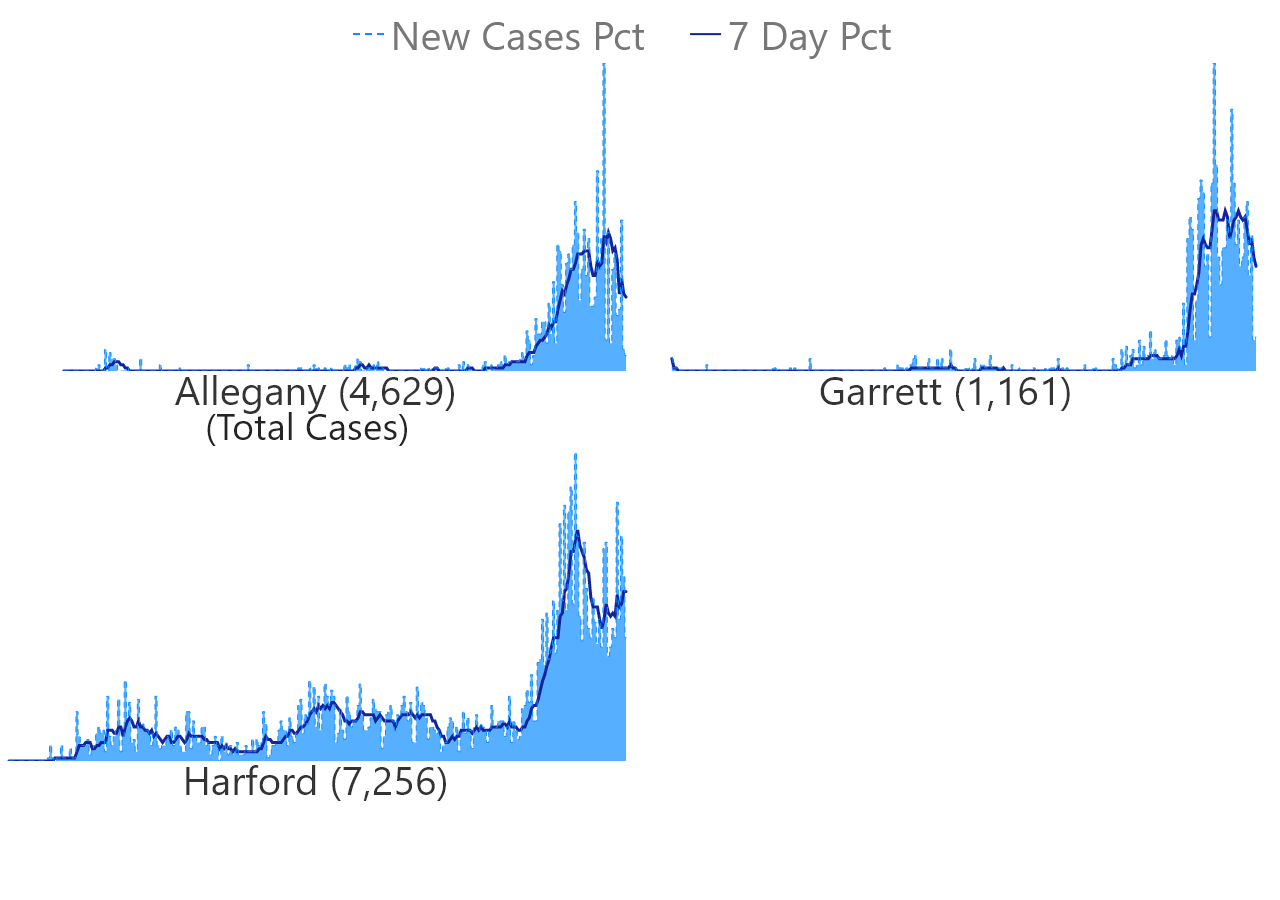 New Cases Pct 7 Day Pct
Allegany (4,629)
(Total Cases)
Garrett (1,161)
Harford (7,256)